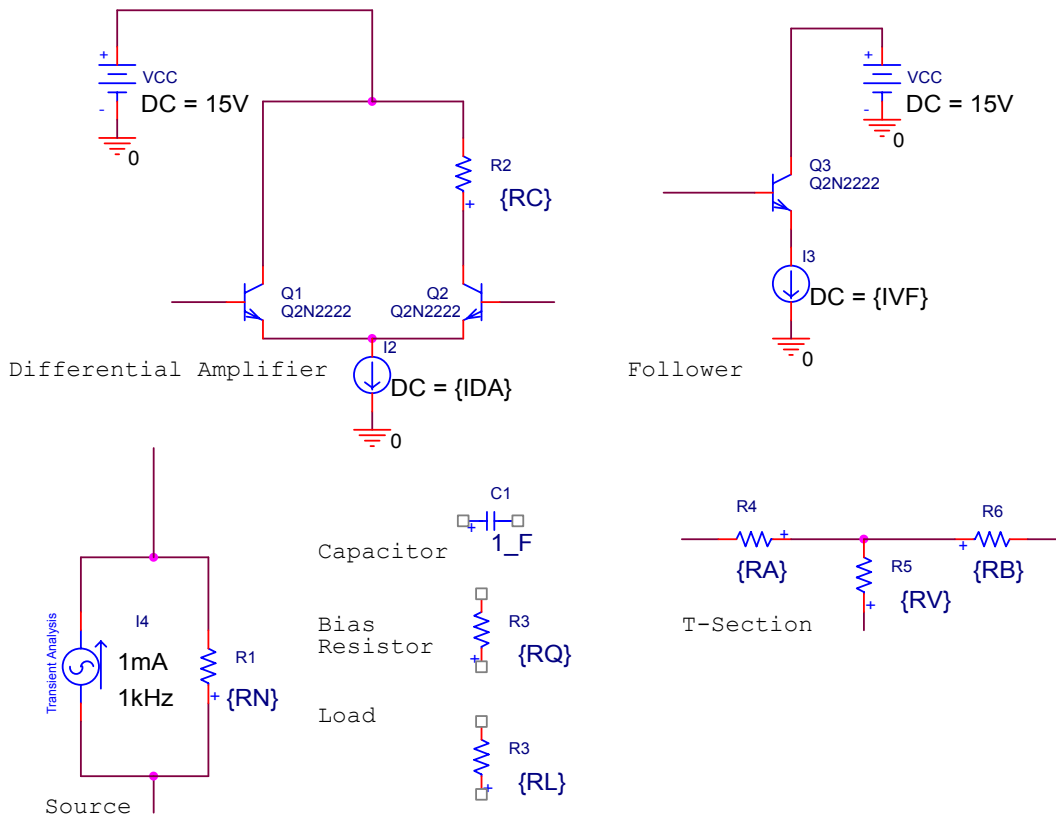 VCC
DC = 15V
0
R2
{RC}
Q1
Q2N2222
Q2
Q2N2222
I2
DC = {IDA}
0
Differential Amplifier
VCC
DC = 15V
0
Q3
Q2N2222
I3
DC = {IVF}
0
Follower
Transient Analysis
I4
1mA
1kHz
R1
{RN}
Source
C1
1_F
Capacitor
R3
{RQ}
Bias
Resistor
R3
{RL}
Load
R4
{RA}
R5
{RV}
R6
{RB}
T-Section